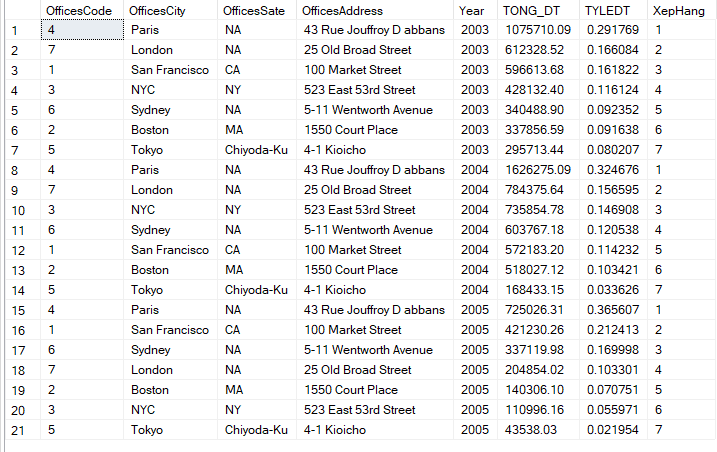 OfficesCode OfficesCity OfficesSate OfficesAddress Year TONG_DT TYLEDT XepHang
1 4 Paris NA 43 Rue Jouffroy D abbans 2003 1075710.09 0.291769 1
2 7 London NA 25 Old Broad Street 2003 612328.52 0.166084 2
3 1 San Francisco CA 100 Market Street 2003 596613.68 0.161822 3
4 3 NYC NY 523 East 53rd Street 2003 428132.40 0.116124 4
5 6 Sydney NA 5-11 Wentworth Avenue 2003 340488.90 0.092352 5
6 2 Boston MA 1550 Court Place 2003 337856.59 0.091638 6
7 5 Tokyo Chiyoda-Ku 4-1 Kioicho 2003 295713.44 0.080207 7
8 4 Paris NA 43 Rue Jouffroy D abbans 2004 1626275.09 0.324676 1
9 7 London NA 25 Old Broad Street 2004 784375.64 0.156595 2
10 3 NYC NY 523 East 53rd Street 2004 735854.78 0.146908 3
11 6 Sydney NA 5-11 Wentworth Avenue 2004 603767.18 0.120538 4
12 1 San Francisco CA 100 Market Street 2004 572183.20 0.114232 5
13 2 Boston MA 1550 Court Place 2004 518027.12 0.103421 6
14 5 Tokyo Chiyoda-Ku 4-1 Kioicho 2004 168433.15 0.033626 7
15 4 Paris NA 43 Rue Jouffroy D abbans 2005 725026.31 0.365607 1
16 1 San Francisco CA 100 Market Street 2005 421230.26 0.212413 2
17 6 Sydney NA 5-11 Wentworth Avenue 2005 337119.98 0.169998 3
18 7 London NA 25 Old Broad Street 2005 204854.02 0.103301 4
19 2 Boston MA 1550 Court Place 2005 140306.10 0.070751 5
20 3 NYC NY 523 East 53rd Street 2005 110996.16 0.055971 6
21 5 Tokyo Chiyoda-Ku 4-1 Kioicho 2005 43538.03 0.021954 7